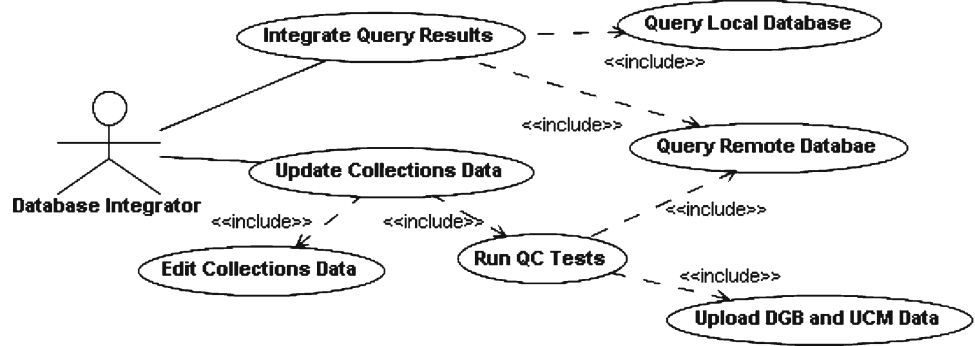 Query Local Database
Integrate Query Results
<<include>>
<<include>>
Query Remote Databae
Update Collections Data
Database Integrator
<<include>>
<<include>>
<<include>>
Edit Collections Data
Run QC Tests
<<include>>
Upload DGB and UCM Data